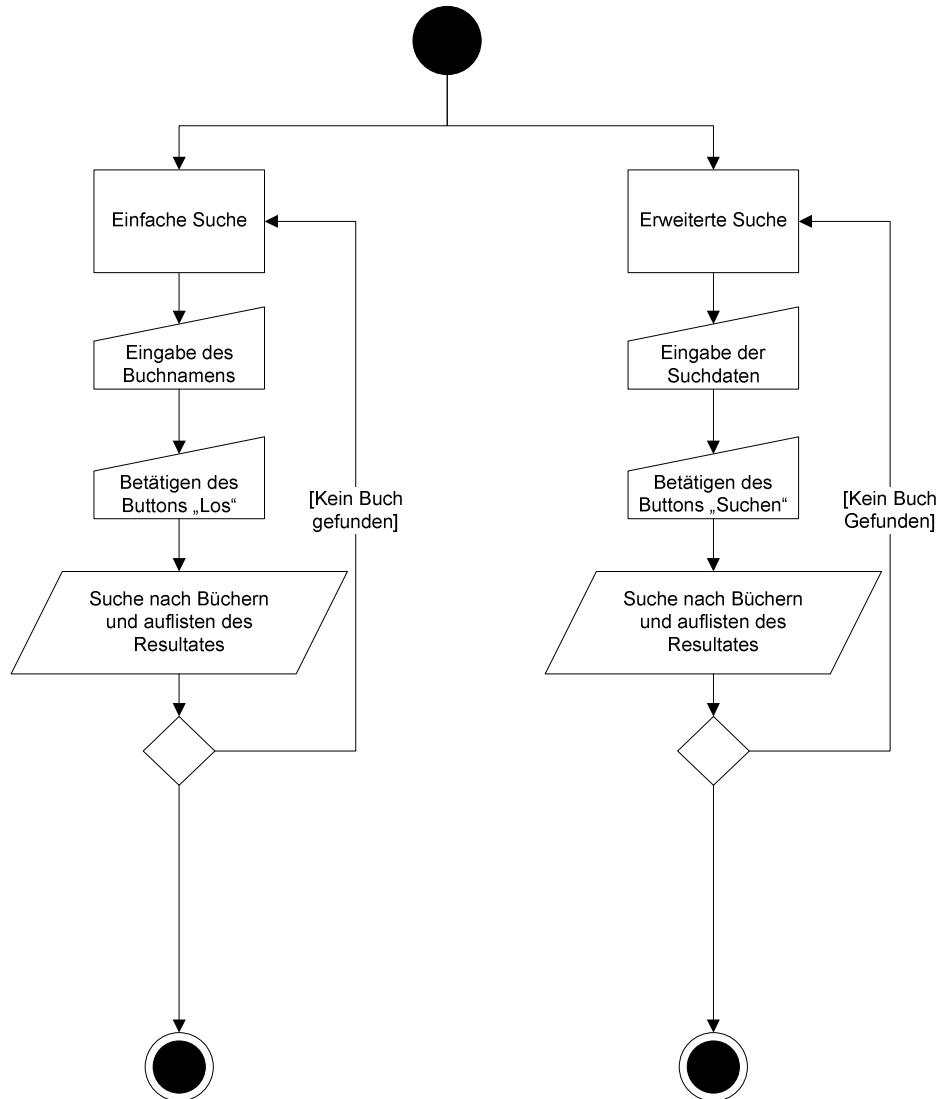 Einfache Suche
Eingabe des
Buchnamens
Betätigen des
Buttons „Los“
[Kein Buch
gefunden]
Suche nach Büchern
und auflisten des
Resultates
Erweiterte Suche
Eingabe der
Suchdaten
Betätigen des
Buttons „Suchen“
[Kein Buch
Gefunden]
Suche nach Büchern
und auflisten des
Resultates